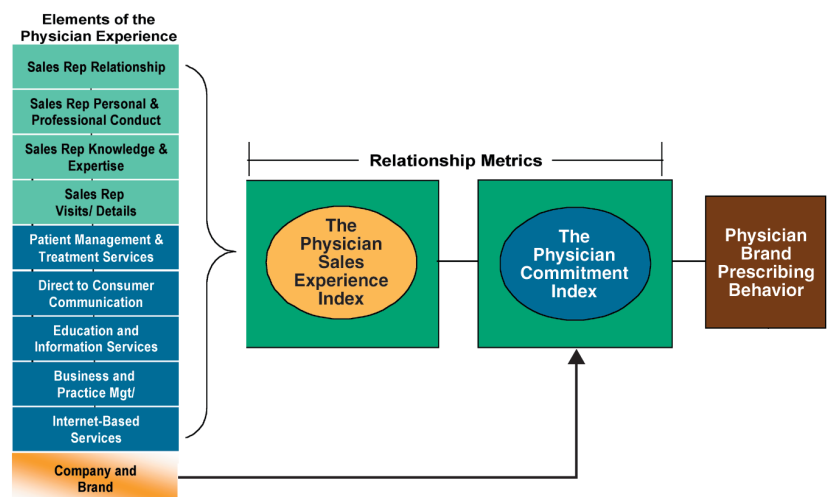 Elements of the
Physician Experience
Sales Rep Relationship
Sales Rep Personal &
Professional Conduct
Sales Rep Knowledge &
Expertise
Sales Rep
Visits/ Details
Patient Management &
Treatment Services
Direct to Consumer
Communication
Education and
Information Services
Business and
Practice Mgt/
Internet-Based
Services
Company and
Brand
Relationship Metrics
The
Physician
Sales
Experience
Index
The
Physician
Commitment
Index
Physician
Brand
Prescribing
Behavior